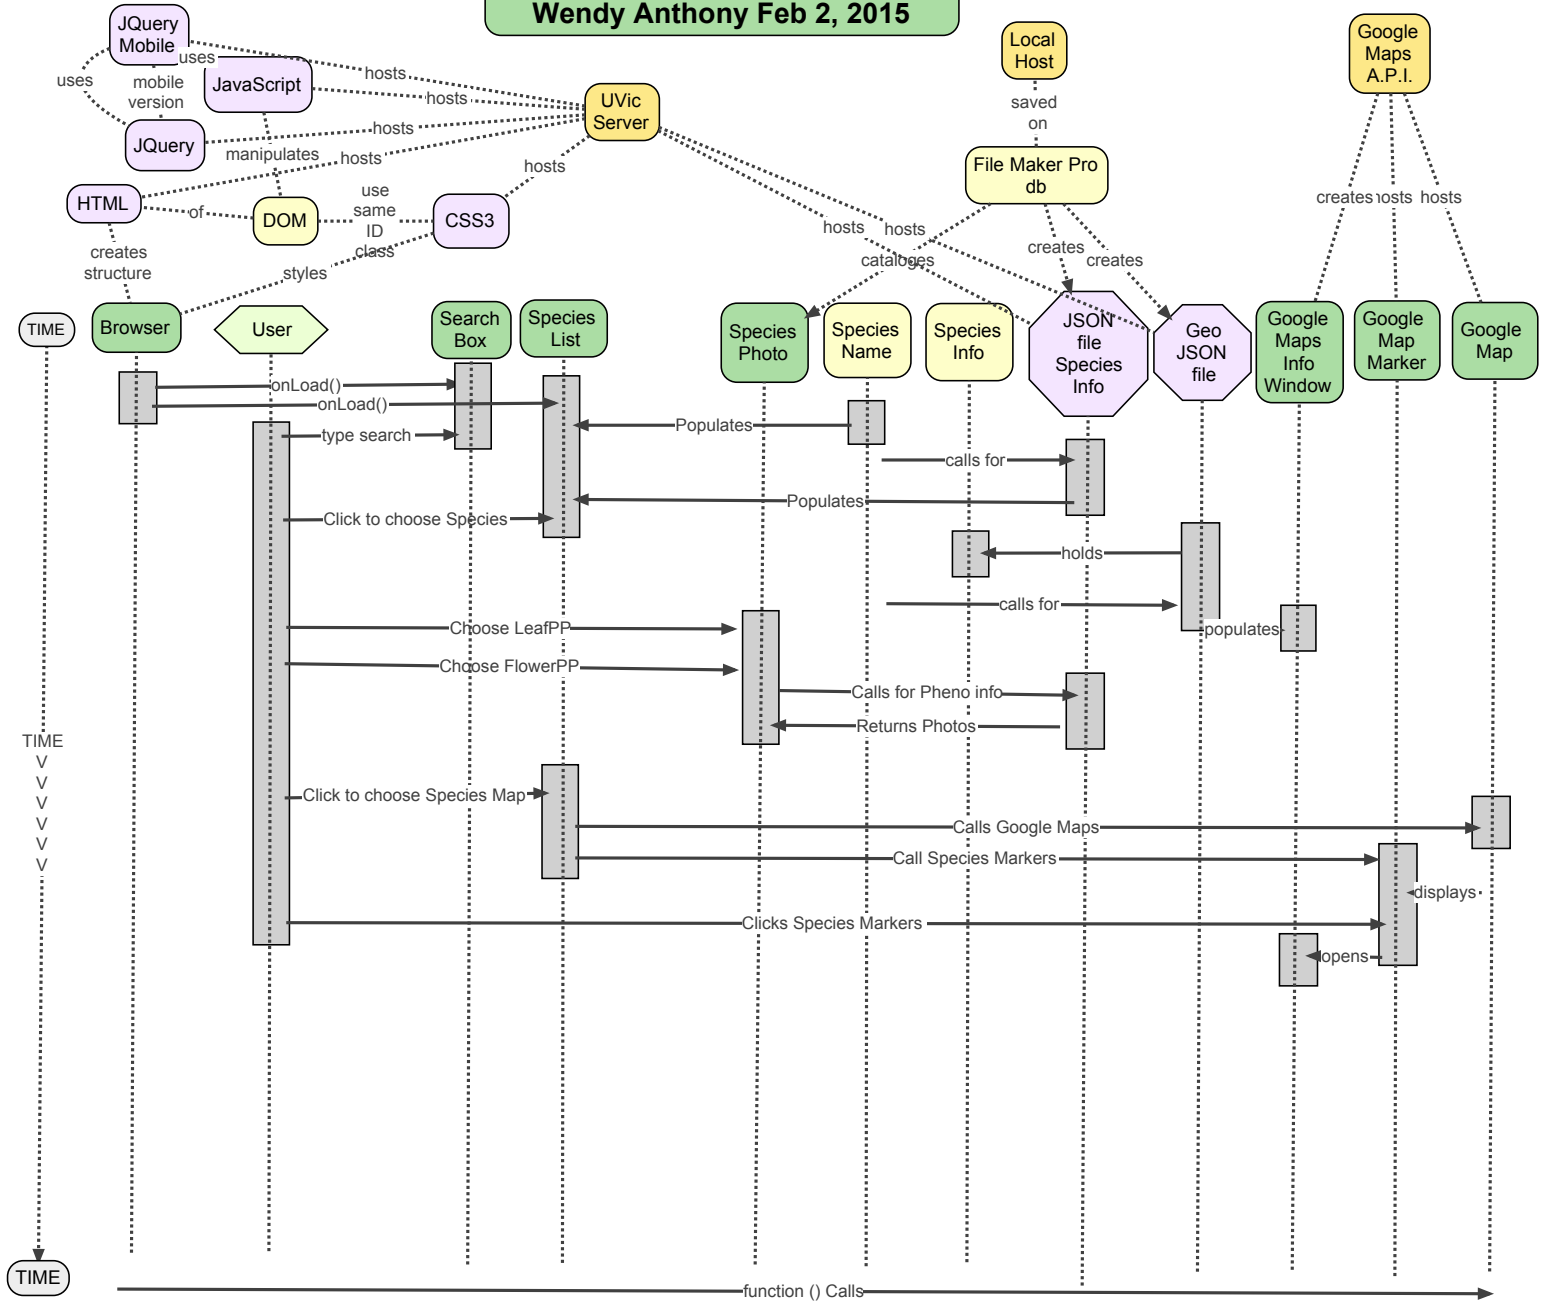 Wendy Anthony Feb 2, 2015
JQuery
Mobile
uses
uses
mobile
version
JavaScript
JQuery
hosts
hosts
hosts
hosts
hosts
UVic
Server
manipulates
HTML
of
DOM
use
same
ID
class
CSS3
creates
structure
styles
Local
Host
saved
on
File Maker Pro
db
hosts
hosts
cataloges
creates
creates
Google
Maps
A.P.I.
creates
hosts
hosts
TIME
Browser
User
Search
Box
Species
List
Species
Photo
Species
Name
Species
Info
JSON
file
Species
Info
Geo
JSON
file
Google
Maps
Info
Window
Google
Map
Marker
Google
Map
onLoad()
onLoad()
type search
Populates
calls for
Populates
Click to choose Species
holds
calls for
populates
Choose LeafPP
Choose FlowerPP
Calls for Pheno info
Returns Photos
TIME
V
V
V
V
V
V
Click to choose Species Map
Calls Google Maps
Call Species Markers
displays
Clicks Species Markers
opens
TIME
function () Calls